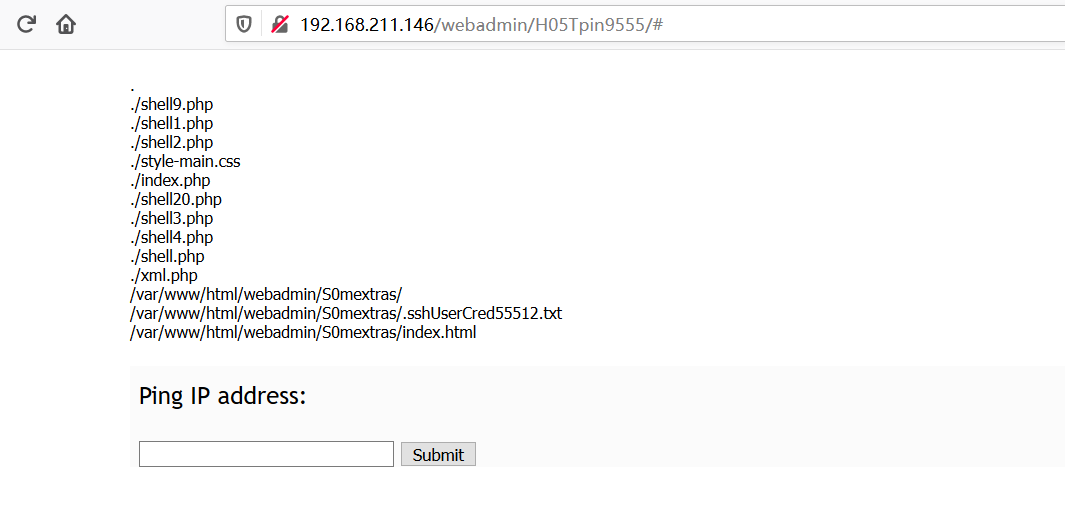 192.168.211.146/webadmin/H05Tpin9555/#
.
./shell9.php
./shell1.php
./shell2.php
./style-main.css
./index.php
./shell20.php
./shell3.php
./shell4.php
./shell.php
./xml.php
/var/www/html/webadmin/S0mextras/
/var/www/html/webadmin/S0mextras/.sshUserCred55512.txt
/var/www/html/webadmin/S0mextras/index.html
Ping IP address:
Submit